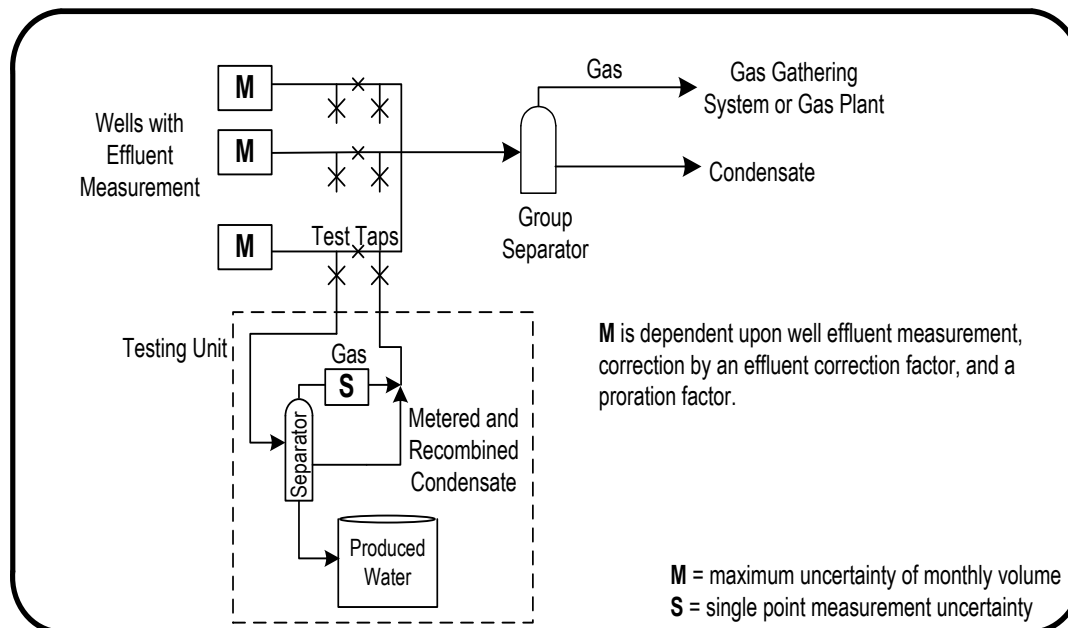 M
Wells with
Effluent
Measurement
M
M
Test Taps
Gas
Gas Gathering
System or Gas Plant
Condensate
Group
Separator
Testing Unit
Gas
S
Separator
Metered and
Recombined
Condensate
Produced
Water
M is dependent upon well effluent measurement,
correction by an effluent correction factor, and a
proration factor.
M = maximum uncertainty of monthly volume
S = single point measurement uncertainty